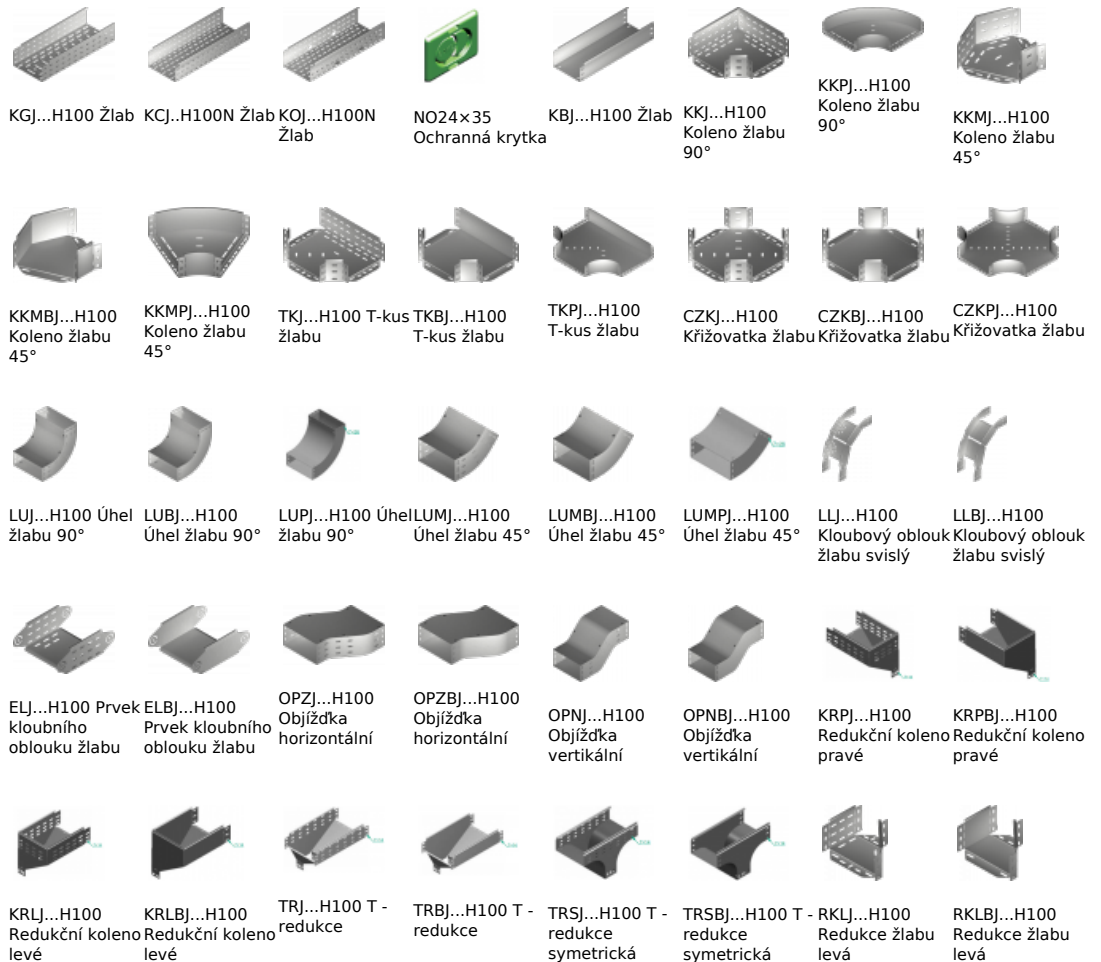 KGJ...H100 Žlab
KCJ..H100N Žlab
KOJ...H100N
Žlab
NO24×35
Ochranná krytka
KBJ...H100 Žlab
KKJ...H100
Koleno žlabu
90°
KKPJ...H100
Koleno žlabu
90°
KKMJ...H100
Koleno žlabu
45°
KKMBJ...H100
Koleno žlabu
45°
KKMPJ...H100
Koleno žlabu
45°
TKJ...H100 T-kus
žlabu
TKBJ...H100
T-kus žlabu
TKPJ...H100
T-kus žlabu
CZKJ...H100
Křižovatka žlabu
CZKBJ...H100
Křižovatka žlabu
CZKPJ...H100
Křižovatka žlabu
LUJ...H100 Úhel
žlabu 90°
LUBJ...H100
Úhel žlabu 90°
LUPJ...H100 Úhel
žlabu 90°
LUMJ...H100
Úhel žlabu 45°
LUMBJ...H100
Úhel žlabu 45°
LUMPJ...H100
Úhel žlabu 45°
LLJ...H100
Kloubový oblouk
žlabu svislý
LLBJ...H100
Kloubový oblouk
žlabu svislý
ELJ...H100 Prvek
kloubního
oblouku žlabu
ELBJ...H100
Prvek kloubního
oblouku žlabu
OPZJ...H100
Objížďka
horizontální
OPZBJ...H100
Objížďka
horizontální
OPNJ...H100
Objížďka
vertikální
OPNBJ...H100
Objížďka
vertikální
KRPJ...H100
Redukční koleno
pravé
KRPBJ...H100
Redukční koleno
pravé
KRLJ...H100
Redukční koleno
levé
KRLBJ...H100
Redukční koleno
levé
TRJ...H100 T -
redukce
TRBJ...H100 T -
redukce
TRSJ...H100 T -
redukce
symetrická
TRSBJ...H100 T -
redukce
symetrická
RKLJ...H100
Redukce žlabu
levá
RKLBJ...H100
Redukce žlabu
levá